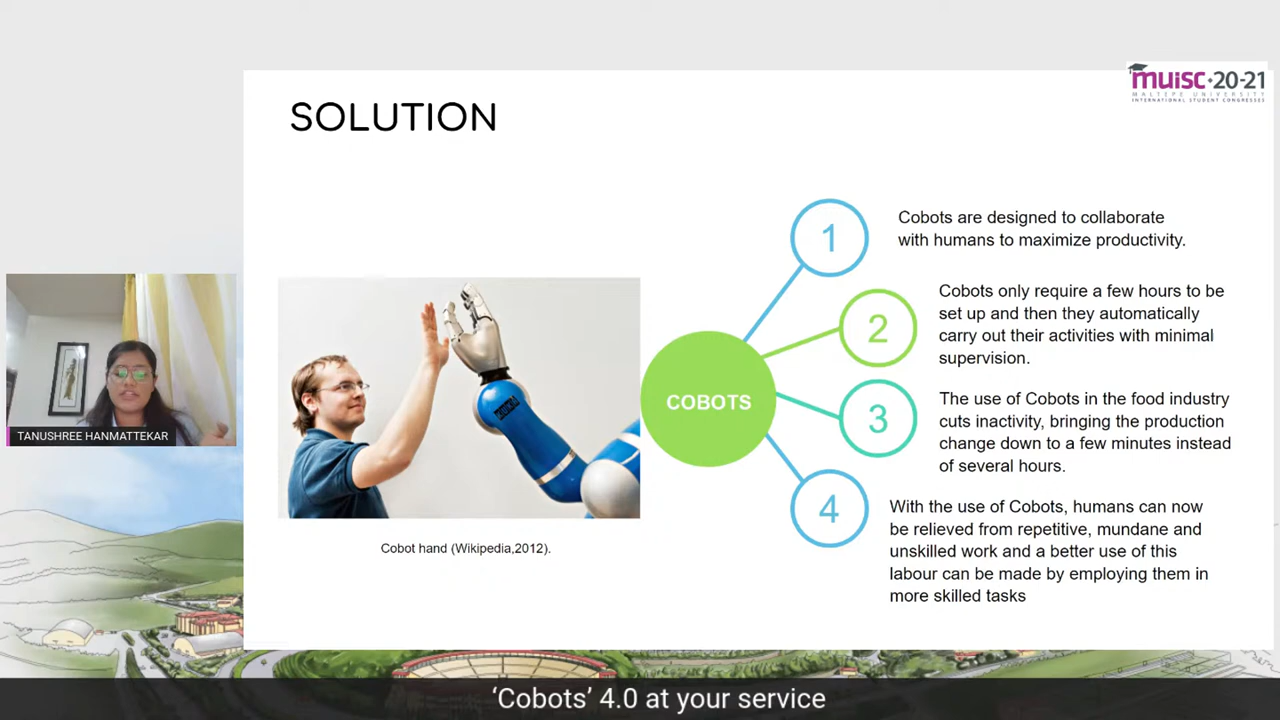 muisc•20-21
MALTEPE UNIVERSITY
INTERNATIONAL STUDENT CONGRESSES
SOLUTION
1
Cobots are designed to collaborate
with humans to maximize productivity.
2
Cobots only require a few hours to be
set up and then they automatically
carry out their activities with minimal
supervision.
COBOTS
3
The use of Cobots in the food industry
cuts inactivity, bringing the production
change down to a few minutes instead
of several hours.
4
With the use of Cobots, humans can now
be relieved from repetitive, mundane and
unskilled work and a better use of this
labour can be made by employing them in
more skilled tasks
Cobot hand (Wikipedia,2012).
TANUSHREE HANMATTEKAR
‘Cobots’ 4.0 at your service